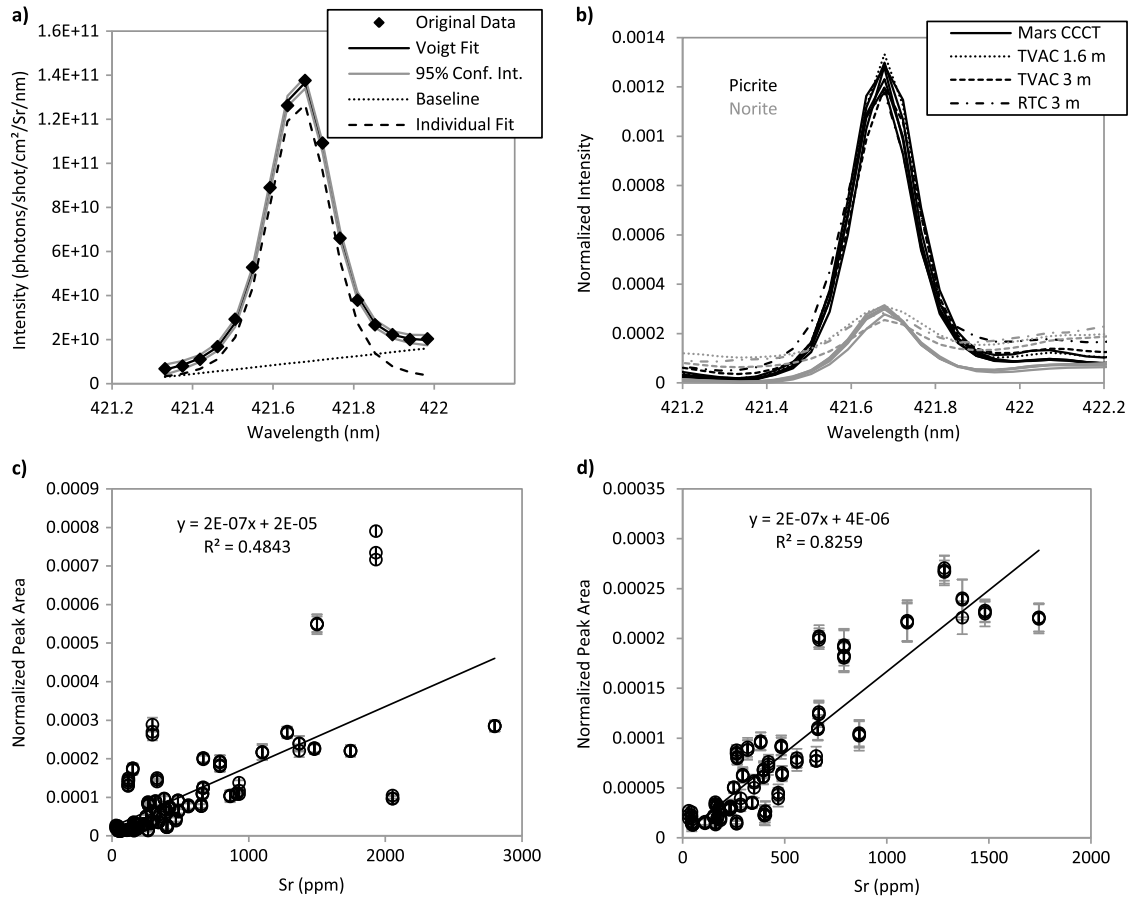 a)
Original Data
Voigt Fit
95% Conf. Int.
Baseline
Individual Fit
1.6E+11
1.4E+11
1.2E+11
1E+11
8E+10
6E+10
4E+10
2E+10
0
Intensity (photons/shot/cm²/Sr/nm)
421.2 421.4 421.6 421.8 422
Wavelength (nm)
b)
Mars CCCT
TVAC 1.6 m
TVAC 3 m
RTC 3 m
Picrite
Norite
0.0014
0.0012
0.001
0.0008
0.0006
0.0004
0.0002
0
Normalized Intensity
421.2 421.4 421.6 421.8 422 422.2
Wavelength (nm)
c)
y = 2E-07x + 2E-05
R² = 0.4843
0.0009
0.0008
0.0007
0.0006
0.0005
0.0004
0.0003
0.0002
0.0001
0
Normalized Peak Area
0 1000 2000 3000
Sr (ppm)
d)
y = 2E-07x + 4E-06
R² = 0.8259
0.00035
0.0003
0.00025
0.0002
0.00015
0.0001
0.00005
0
Normalized Peak Area
0 500 1000 1500 2000
Sr (ppm)